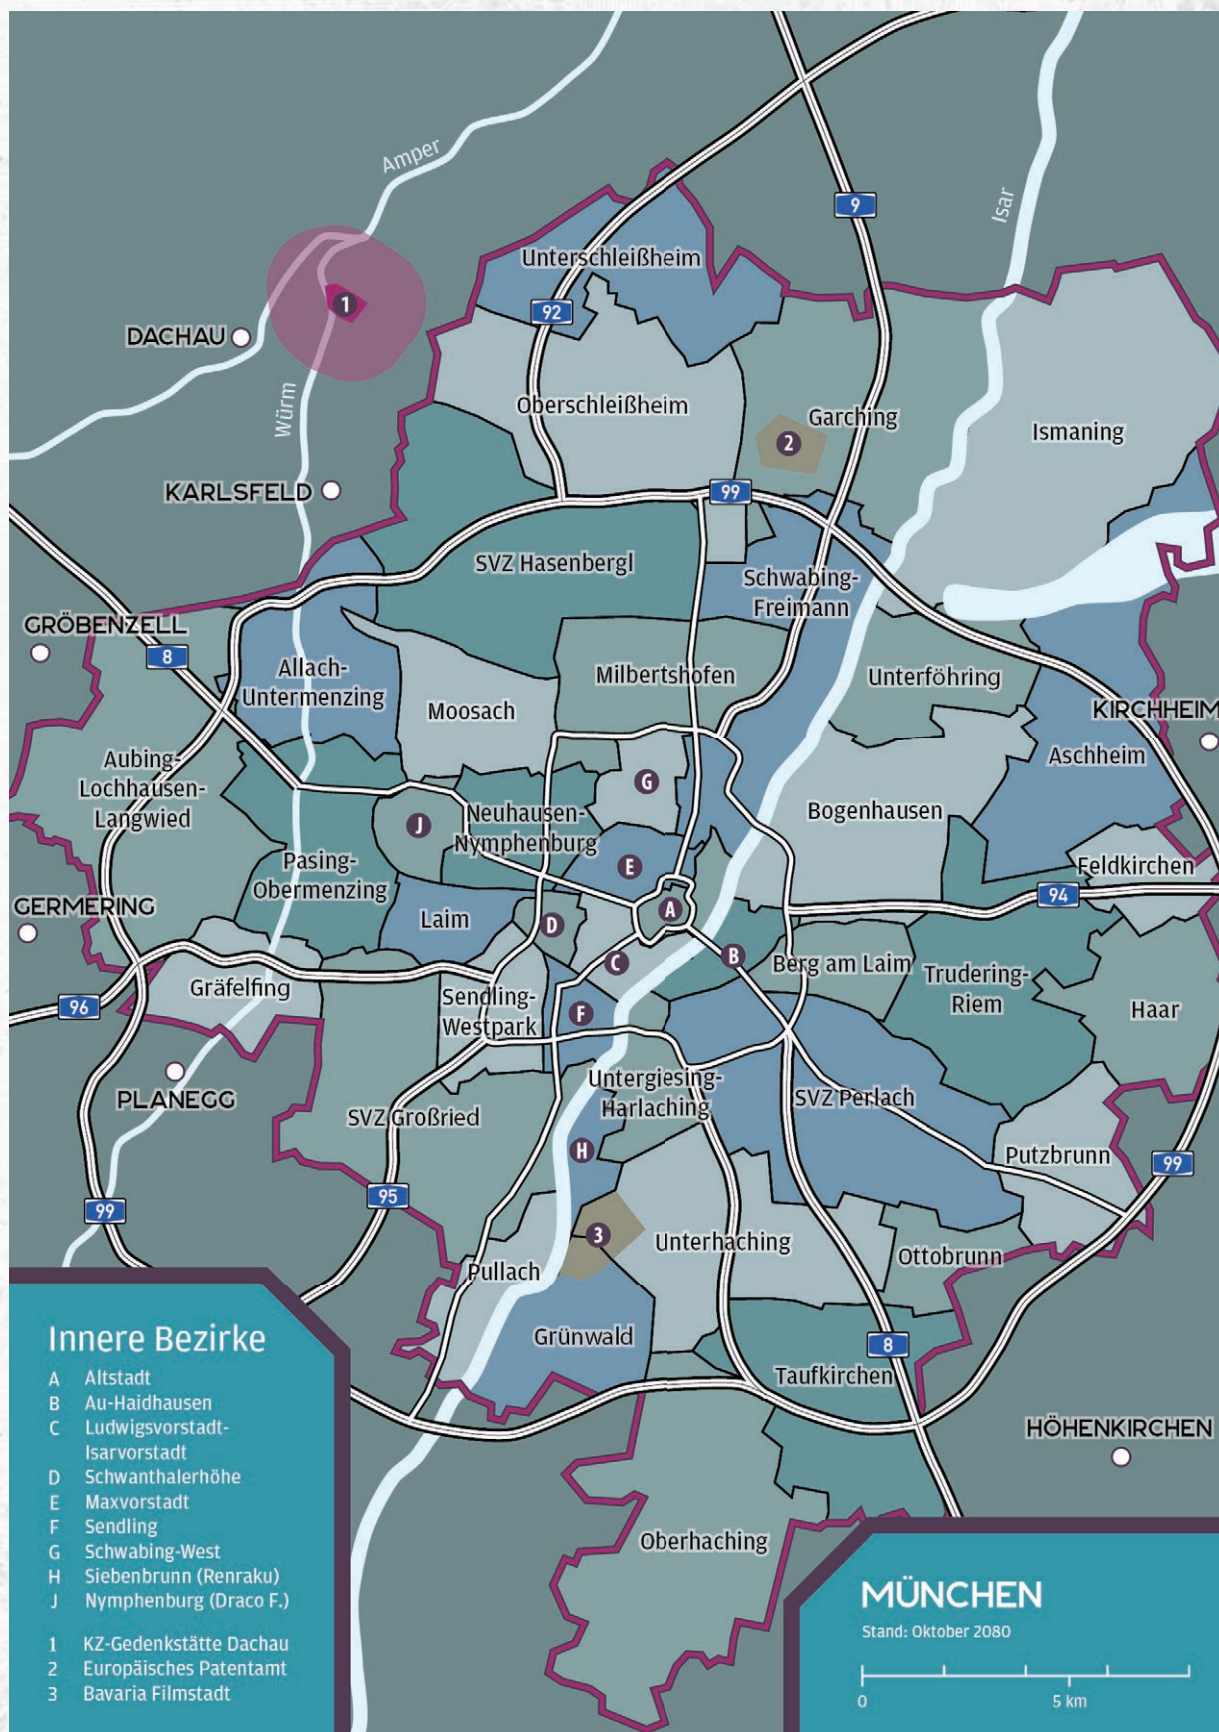 Amper
9
Isar
Unterschleißheim
92
1
DACHAU
Würm
Oberschleißheim
Garching
2
Ismaning
KARLSFELD
99
SVZ Hasenbergl
Schwabing-
Freimann
GRÖBENZELL
8
Allach-
Untermenzing
Milbertshofen
Unterföhring
Moosach
KIRCHHEIM
Aschheim
Aubing-
Lochhausen-
Langwied
G
Bogenhausen
J
Neuhausen-
Nymphenburg
Pasing-
Obermenzing
E
Feldkirchen
94
GERMERING
Laim
D
A
C
B
Berg am Laim
Trudering-
Riem
Gräfelfing
96
Sendling-
Westpark
F
Haar
PLANEGG
Untergiesing-
Harlaching
SVZ Perlach
SVZ Großried
H
Putzbrunn
99
95
99
3
Unterhaching
Ottobrunn
Pullach
Grünwald
8
Taufkirchen
HÖHENKIRCHEN
Oberhaching
Innere Bezirke
A Altstadt
B Au-Haidhausen
C Ludwigsvorstadt-
Isarvorstadt
D Schwanthalerhöhe
E Maxvorstadt
F Sendling
G Schwabing-West
H Siebenbrunn (Renraku)
J Nymphenburg (Draco F.)
1 KZ-Gedenkstätte Dachau
2 Europäisches Patentamt
3 Bavaria Filmstadt
MÜNCHEN
Stand: Oktober 2080
0 5 km